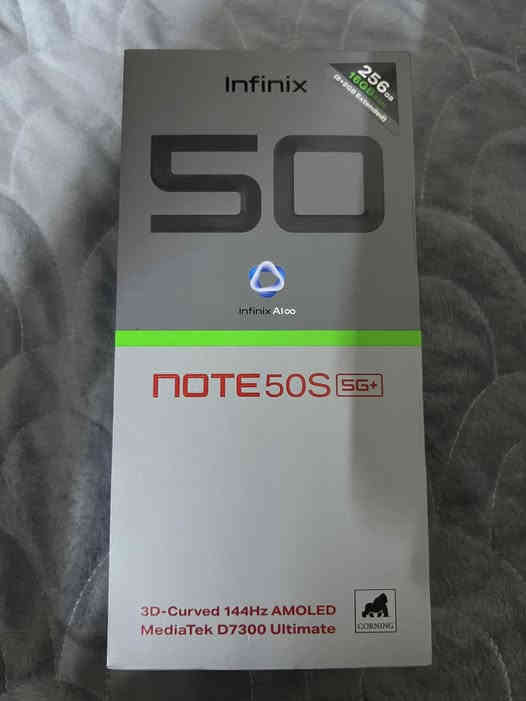 Infinix
256GB
16GB
(8+8GB Extended)
50
Infinix AI∞
NOTE 50S 5G+
3D-Curved 144Hz AMOLED
MediaTek D7300 Ultimate
CORNING